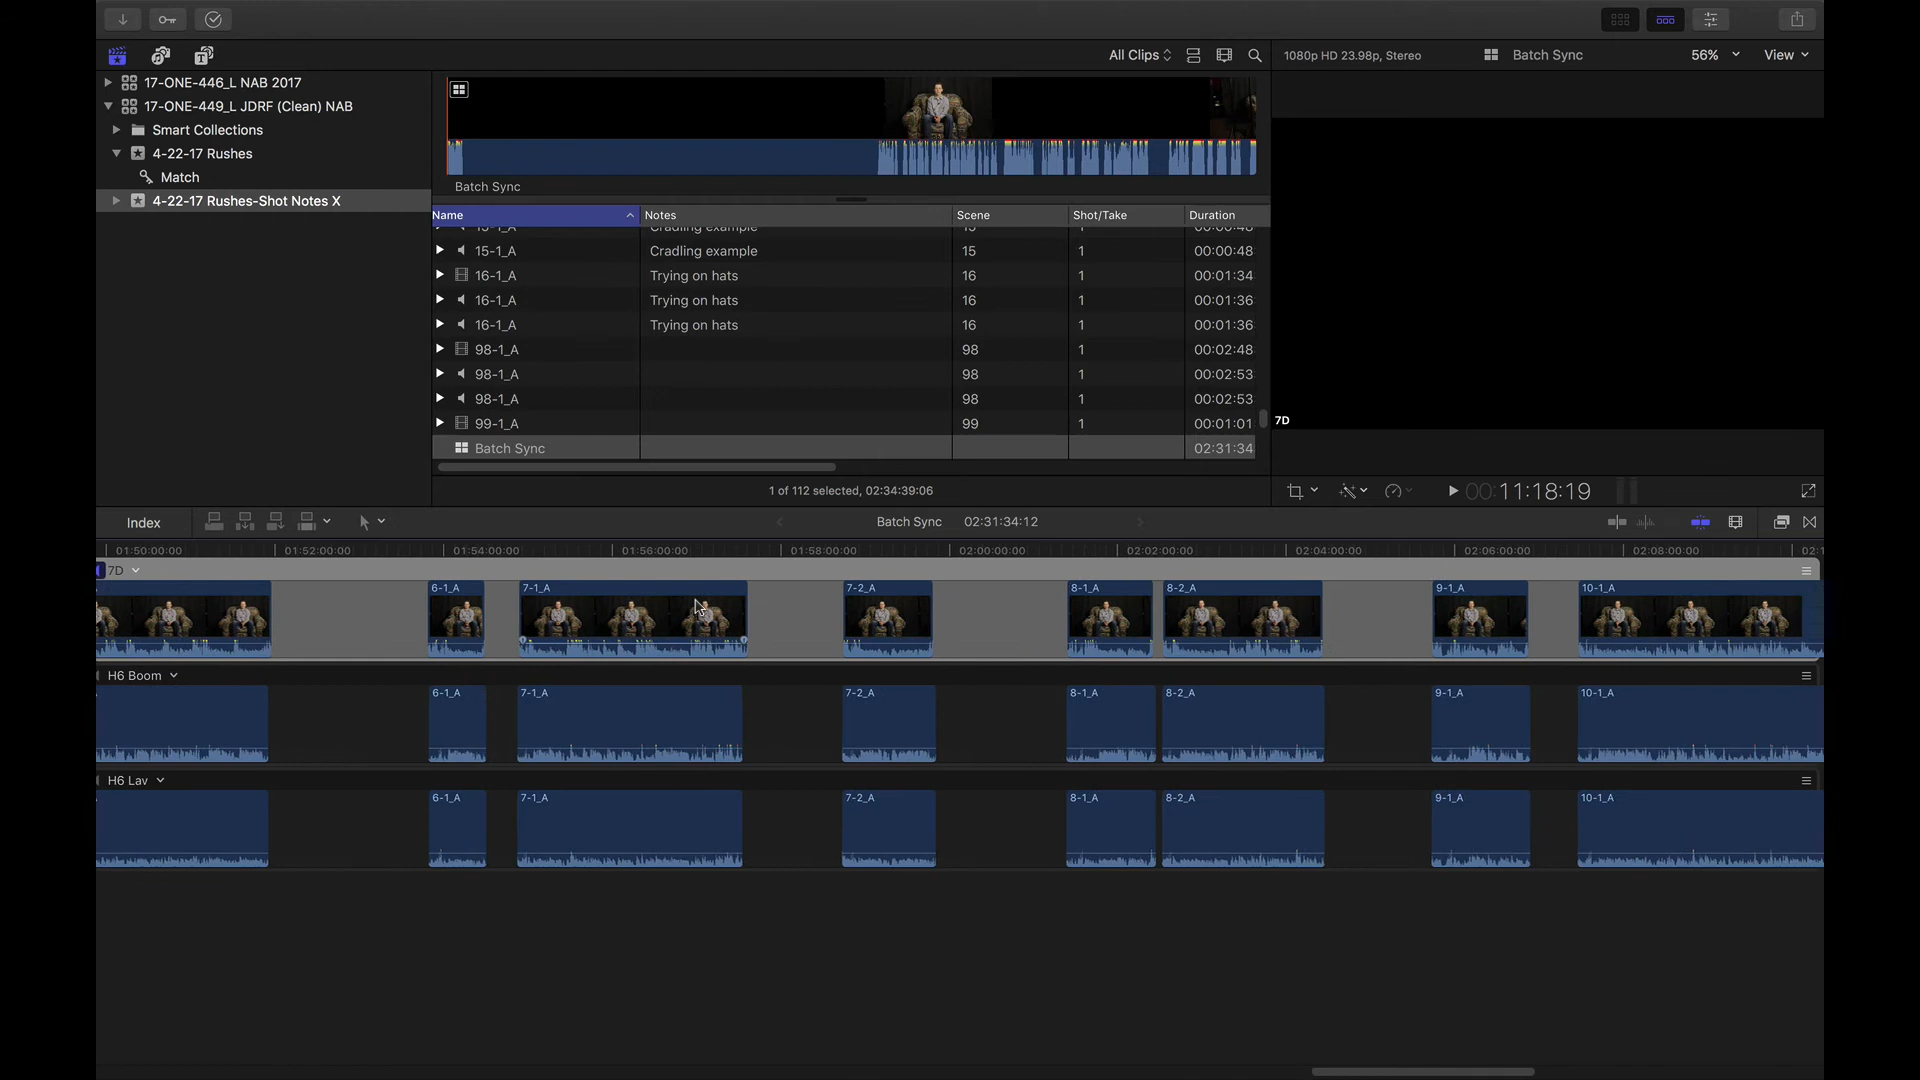 All Clips
1080p HD 23.98p, Stereo
Batch Sync
56%
View
17-ONE-446_L NAB 2017
17-ONE-449_L JDRF (Clean) NAB
Smart Collections
4-22-17 Rushes
Match
4-22-17 Rushes-Shot Notes X
Batch Sync
Name Notes Scene Shot/Take Duration
15-1_A Cradling example 15 1 00:00:48
15-1_A Cradling example 15 1 00:00:48
16-1_A Trying on hats 16 1 00:01:34
16-1_A Trying on hats 16 1 00:01:36
16-1_A Trying on hats 16 1 00:01:36
98-1_A 98 1 00:02:48
98-1_A 98 1 00:02:53
98-1_A 98 1 00:02:53
99-1_A 99 1 00:01:01
Batch Sync 02:31:34
7D
1 of 112 selected, 02:34:39:06
00:11:18:19
Index
Batch Sync 02:31:34:12
01:50:00:00 01:52:00:00 01:54:00:00 01:56:00:00 01:58:00:00 02:00:00:00 02:02:00:00 02:04:00:00 02:06:00:00 02:08:00:00
7D
6-1_A 7-1_A 7-2_A 8-1_A 8-2_A 9-1_A 10-1_A
H6 Boom
6-1_A 7-1_A 7-2_A 8-1_A 8-2_A 9-1_A 10-1_A
H6 Lav
6-1_A 7-1_A 7-2_A 8-1_A 8-2_A 9-1_A 10-1_A